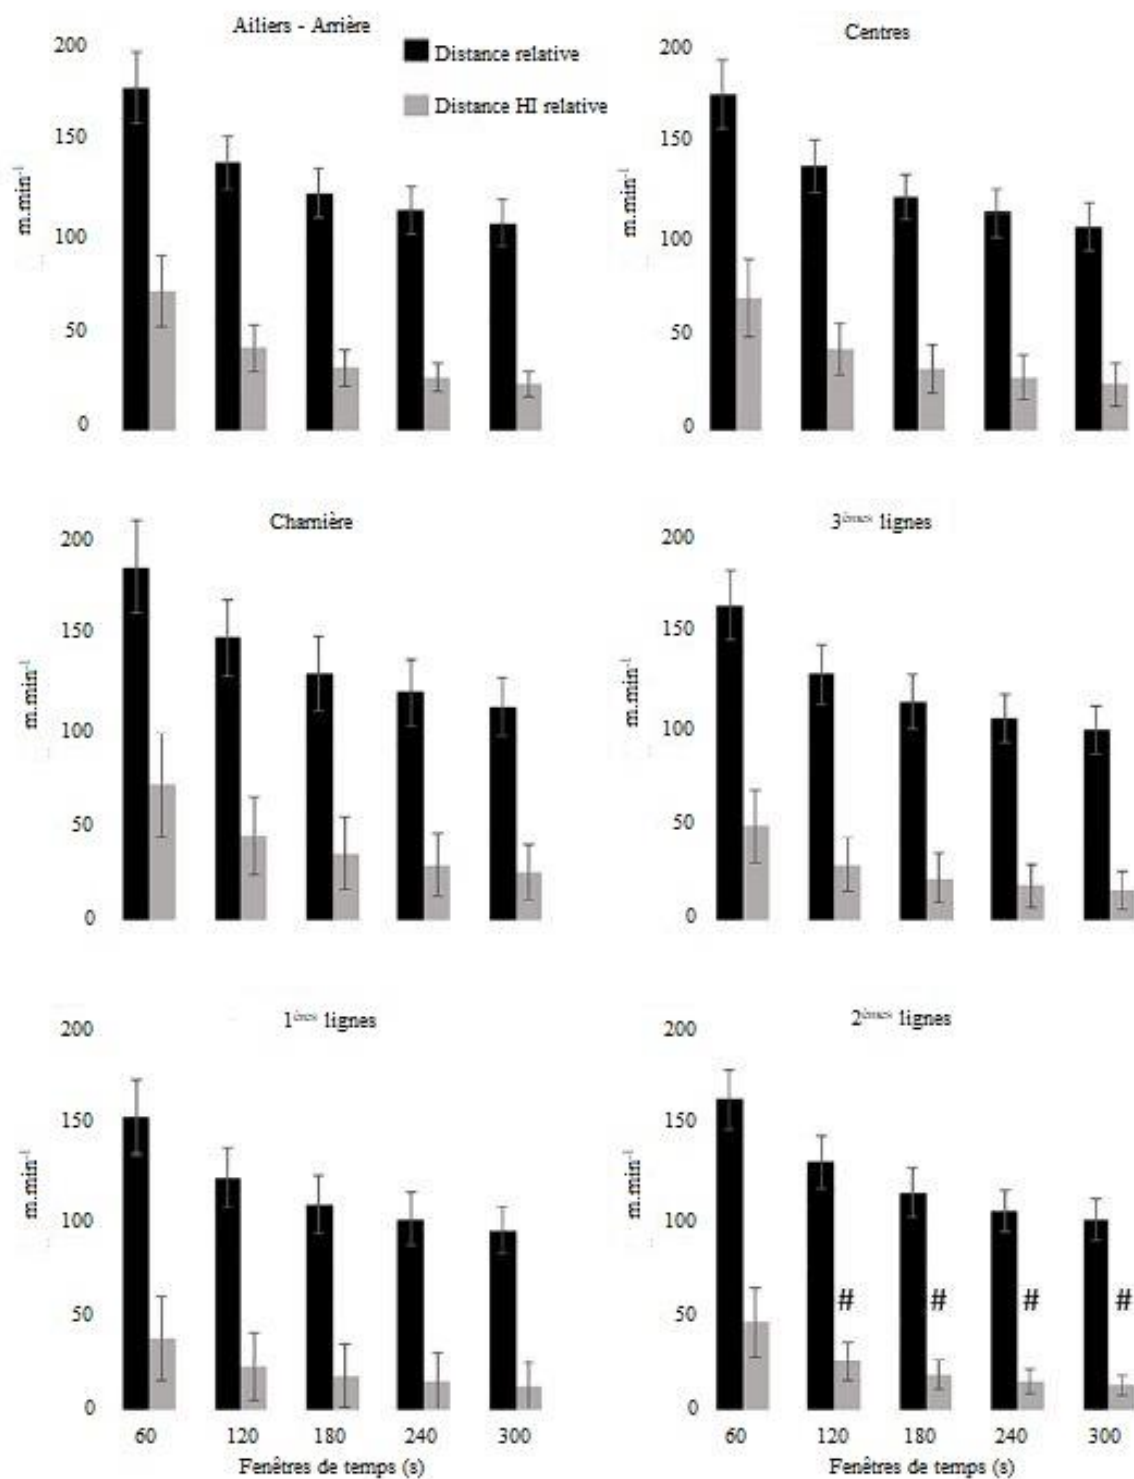 Ailiers - Arrière
Distance relative
Distance HI relative
200
150
100
50
0
m.min-1
Centres
200
150
100
50
0
m.min-1
Charnière
200
150
100
50
0
m.min-1
3èmes lignes
200
150
100
50
0
m.min-1
1ères lignes
200
150
100
50
0
m.min-1
60 120 180 240 300
Fenêtres de temps (s)
2èmes lignes
200
150
100
50
0
m.min-1
# # # #
60 120 180 240 300
Fenêtres de temps (s)